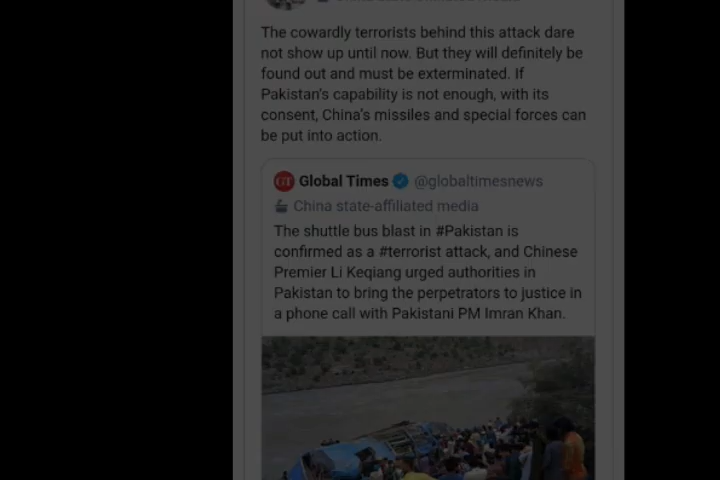 The cowardly terrorists behind this attack dare
not show up until now. But they will definitely be
found out and must be exterminated. If
Pakistan's capability is not enough, with its
consent, China's missiles and special forces can
be put into action.
GT Global Times @globaltimesnews
China state-affiliated media
The shuttle bus blast in #Pakistan is
confirmed as a #terrorist attack, and Chinese
Premier Li Keqiang urged authorities in
Pakistan to bring the perpetrators to justice in
a phone call with Pakistani PM Imran Khan.